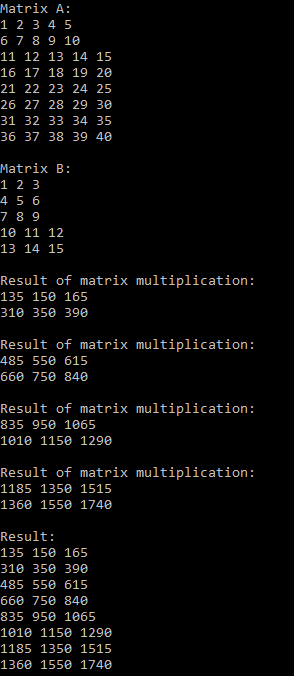 Matrix A:
1 2 3 4 5
6 7 8 9 10
11 12 13 14 15
16 17 18 19 20
21 22 23 24 25
26 27 28 29 30
31 32 33 34 35
36 37 38 39 40

Matrix B:
1 2 3
4 5 6
7 8 9
10 11 12
13 14 15

Result of matrix multiplication:
135 150 165
310 350 390

Result of matrix multiplication:
485 550 615
660 750 840

Result of matrix multiplication:
835 950 1065
1010 1150 1290

Result of matrix multiplication:
1185 1350 1515
1360 1550 1740

Result:
135 150 165
310 350 390
485 550 615
660 750 840
835 950 1065
1010 1150 1290
1185 1350 1515
1360 1550 1740